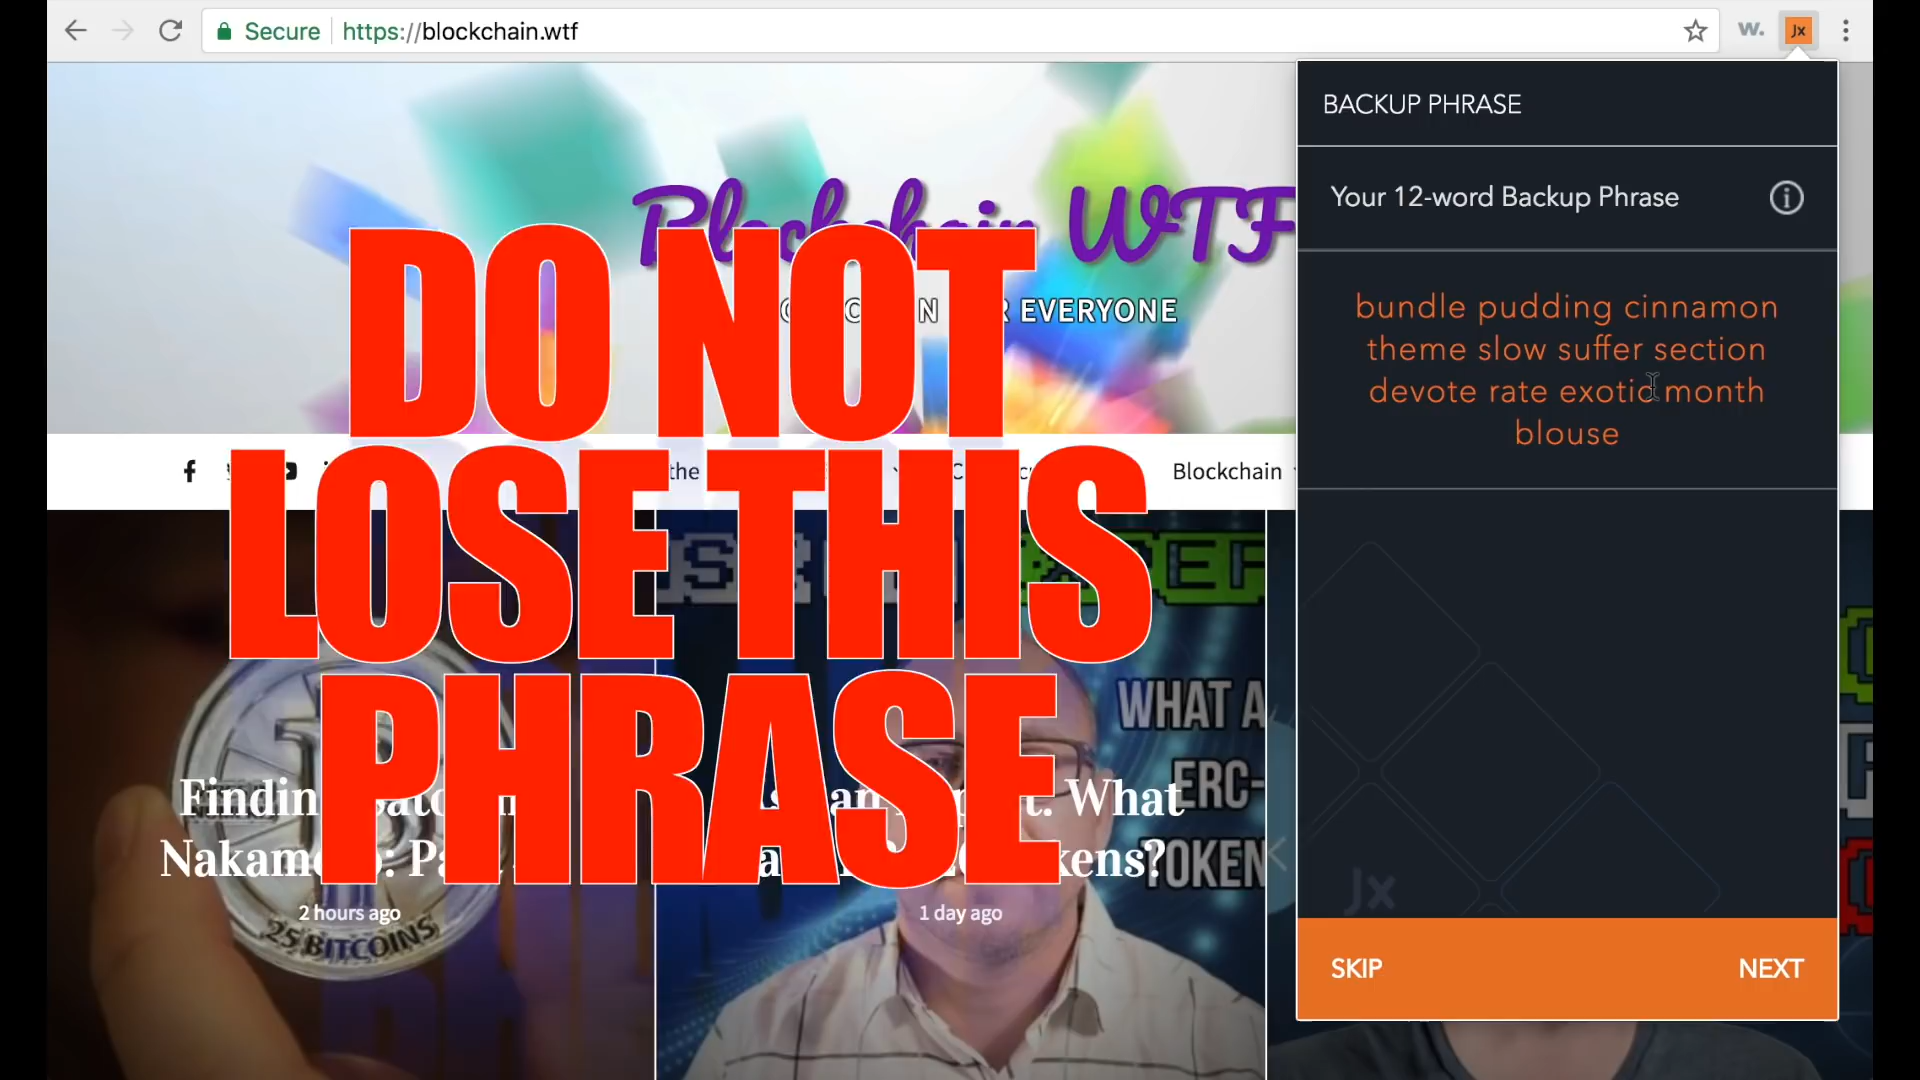 Secure https://blockchain.wtf
W.
Jx
BACKUP PHRASE
Your 12-word Backup Phrase
bundle pudding cinnamon
theme slow suffer section
devote rate exotic month
blouse
Jx
SKIP NEXT
Blockchain WTF
EVERYONE
DO NOT
LOSE THIS
PHRASE
the
Blockchain
WHAT
ERC-
TOKEN
What
2 hours ago
1 day ago
25 BITCOINS